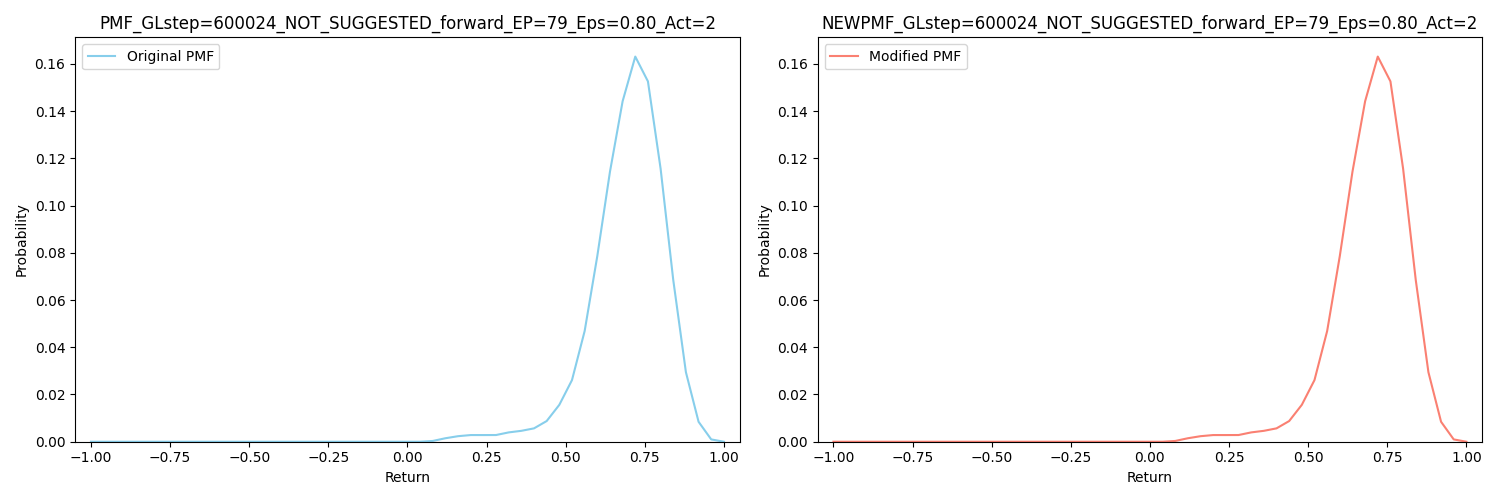 PMF_GLstep=600024_NOT_SUGGESTED_forward_EP=79_Eps=0.80_Act=2
Original PMF
0.16
0.14
0.12
0.10
0.08
0.06
0.04
0.02
0.00
Probability
−1.00 −0.75 −0.50 −0.25 0.00 0.25 0.50 0.75 1.00
Return
NEWPMF_GLstep=600024_NOT_SUGGESTED_forward_EP=79_Eps=0.80_Act=2
Modified PMF
0.16
0.14
0.12
0.10
0.08
0.06
0.04
0.02
0.00
Probability
−1.00 −0.75 −0.50 −0.25 0.00 0.25 0.50 0.75 1.00
Return